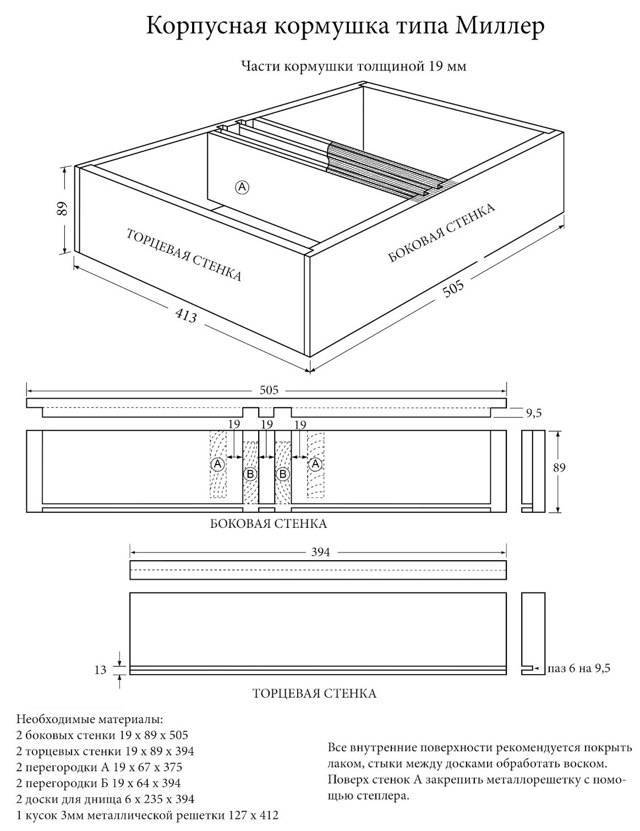 Корпусная кормушка типа Миллер
Части кормушки толщиной 19 мм
A
89
ТОРЦЕВАЯ СТЕНКА
БОКОВАЯ СТЕНКА
413
505
505
9,5
19 19 19
A B B A
89
БОКОВАЯ СТЕНКА
394
13
паз 6 на 9,5
ТОРЦЕВАЯ СТЕНКА
Необходимые материалы:
2 боковых стенки 19 х 89 х 505
2 торцевых стенки 19 х 89 х 394
2 перегородки А 19 х 67 х 375
2 перегородки Б 19 х 64 х 394
2 доски для днища 6 х 235 х 394
1 кусок 3мм металлической решетки 127 х 412
Все внутренние поверхности рекомендуется покрыть
лаком, стыки между досками обработать воском.
Поверх стенок А закрепить металлорешетку с помо-
щью степлера.